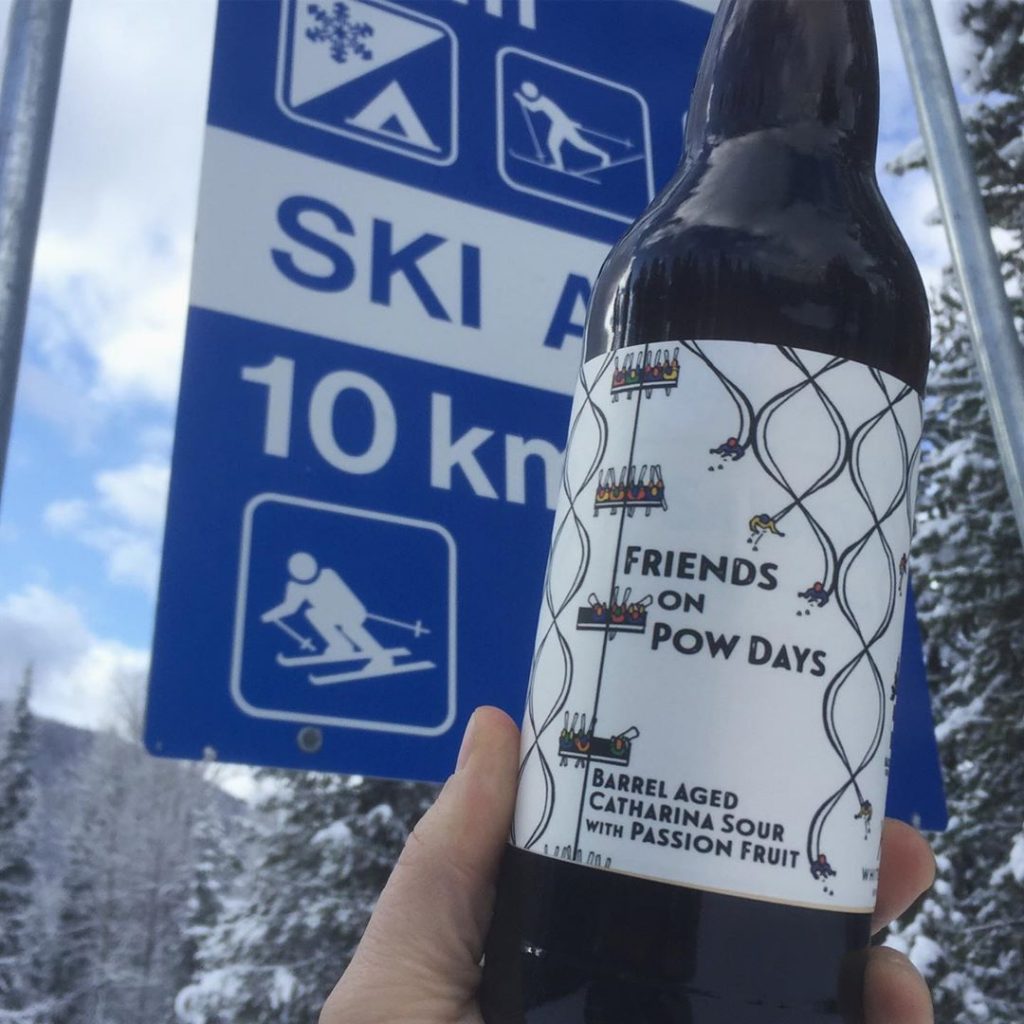 SKI
10 km
FRIENDS
ON
POW DAYS
BARREL AGED
CATHARINA SOUR
WITH PASSION FRUIT